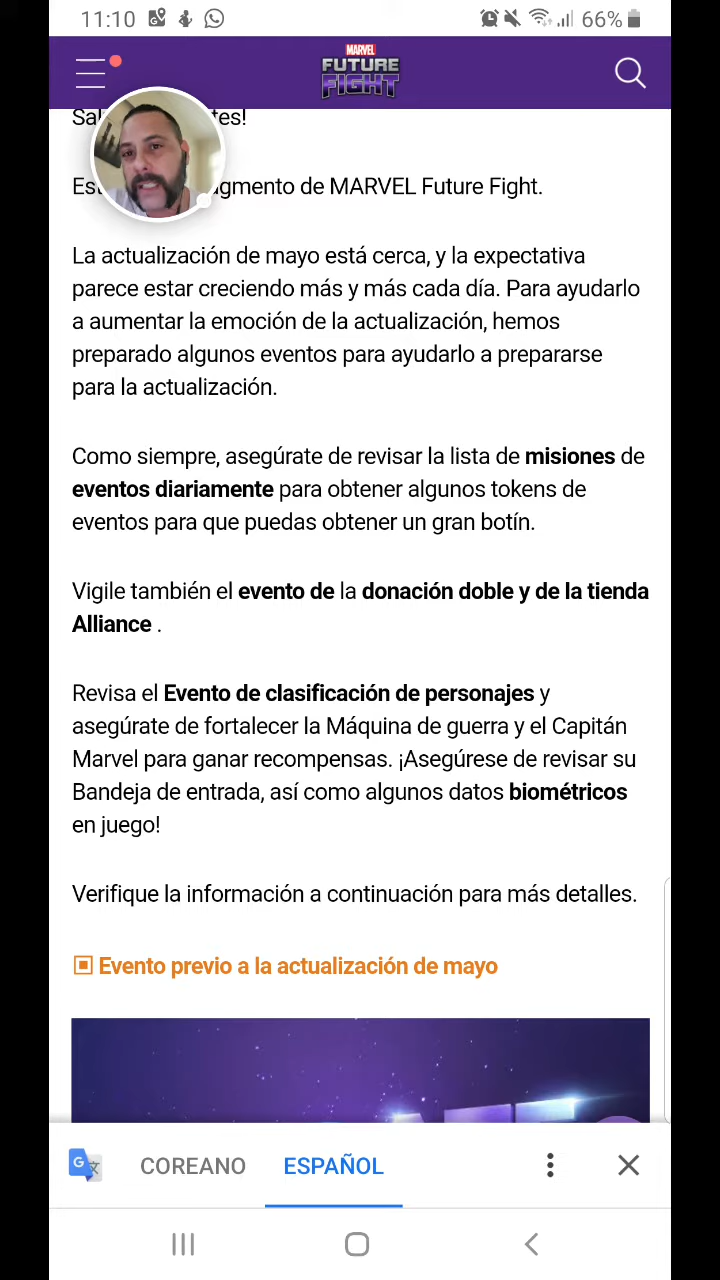 11:10
66%
MARVEL
FUTURE
FIGHT
Sal tes!
gmento de MARVEL Future Fight.
La actualización de mayo está cerca, y la expectativa
parece estar creciendo más y más cada día. Para ayudarlo
a aumentar la emoción de la actualización, hemos
preparado algunos eventos para ayudarlo a prepararse
para la actualización.
Como siempre, asegúrate de revisar la lista de misiones de
eventos diariamente para obtener algunos tokens de
eventos para que puedas obtener un gran botín.
Vigile también el evento de la donación doble y de la tienda
Alliance .
Revisa el Evento de clasificación de personajes y
asegúrate de fortalecer la Máquina de guerra y el Capitán
Marvel para ganar recompensas. ¡Asegúrese de revisar su
Bandeja de entrada, así como algunos datos biométricos
en juego!
Verifique la información a continuación para más detalles.
▣ Evento previo a la actualización de mayo
G 文
COREANO
ESPAÑOL